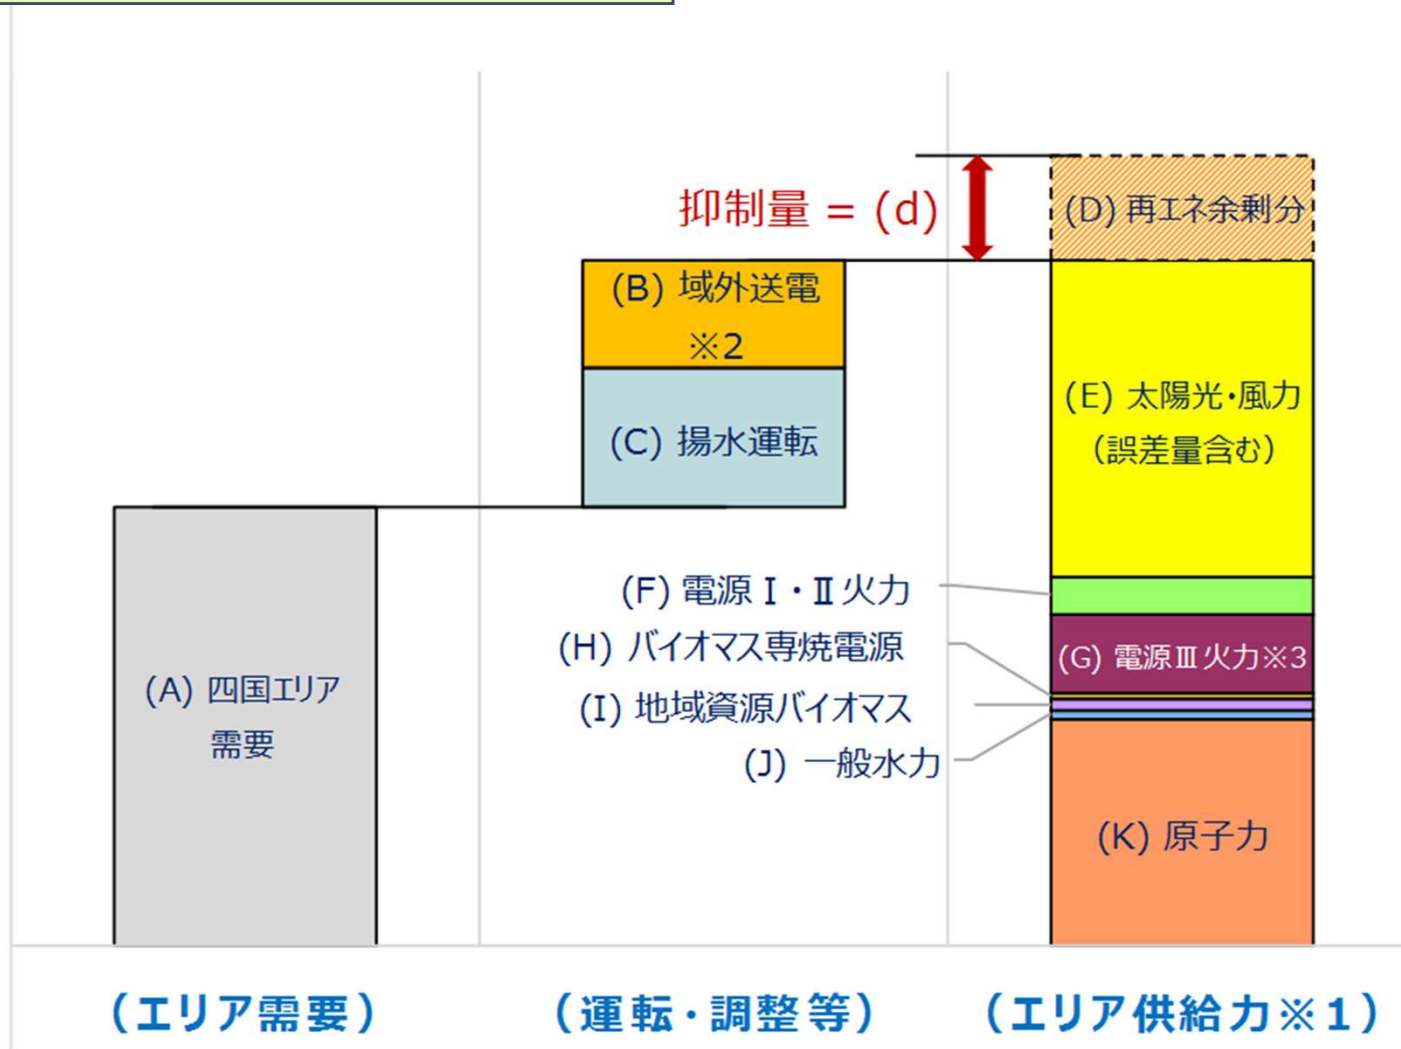 抑制量 = (d)
(D) 再エネ余剰分
(B) 域外送電
※2
(C) 揚水運転
(E) 太陽光・風力
（誤差量含む）
(F) 電源Ⅰ・Ⅱ火力
(H) バイオマス専焼電源
(G) 電源Ⅲ火力※3
(I) 地域資源バイオマス
(J) 一般水力
(A) 四国エリア
需要
(K) 原子力
（エリア需要）
（運転・調整等）
（エリア供給力※1）